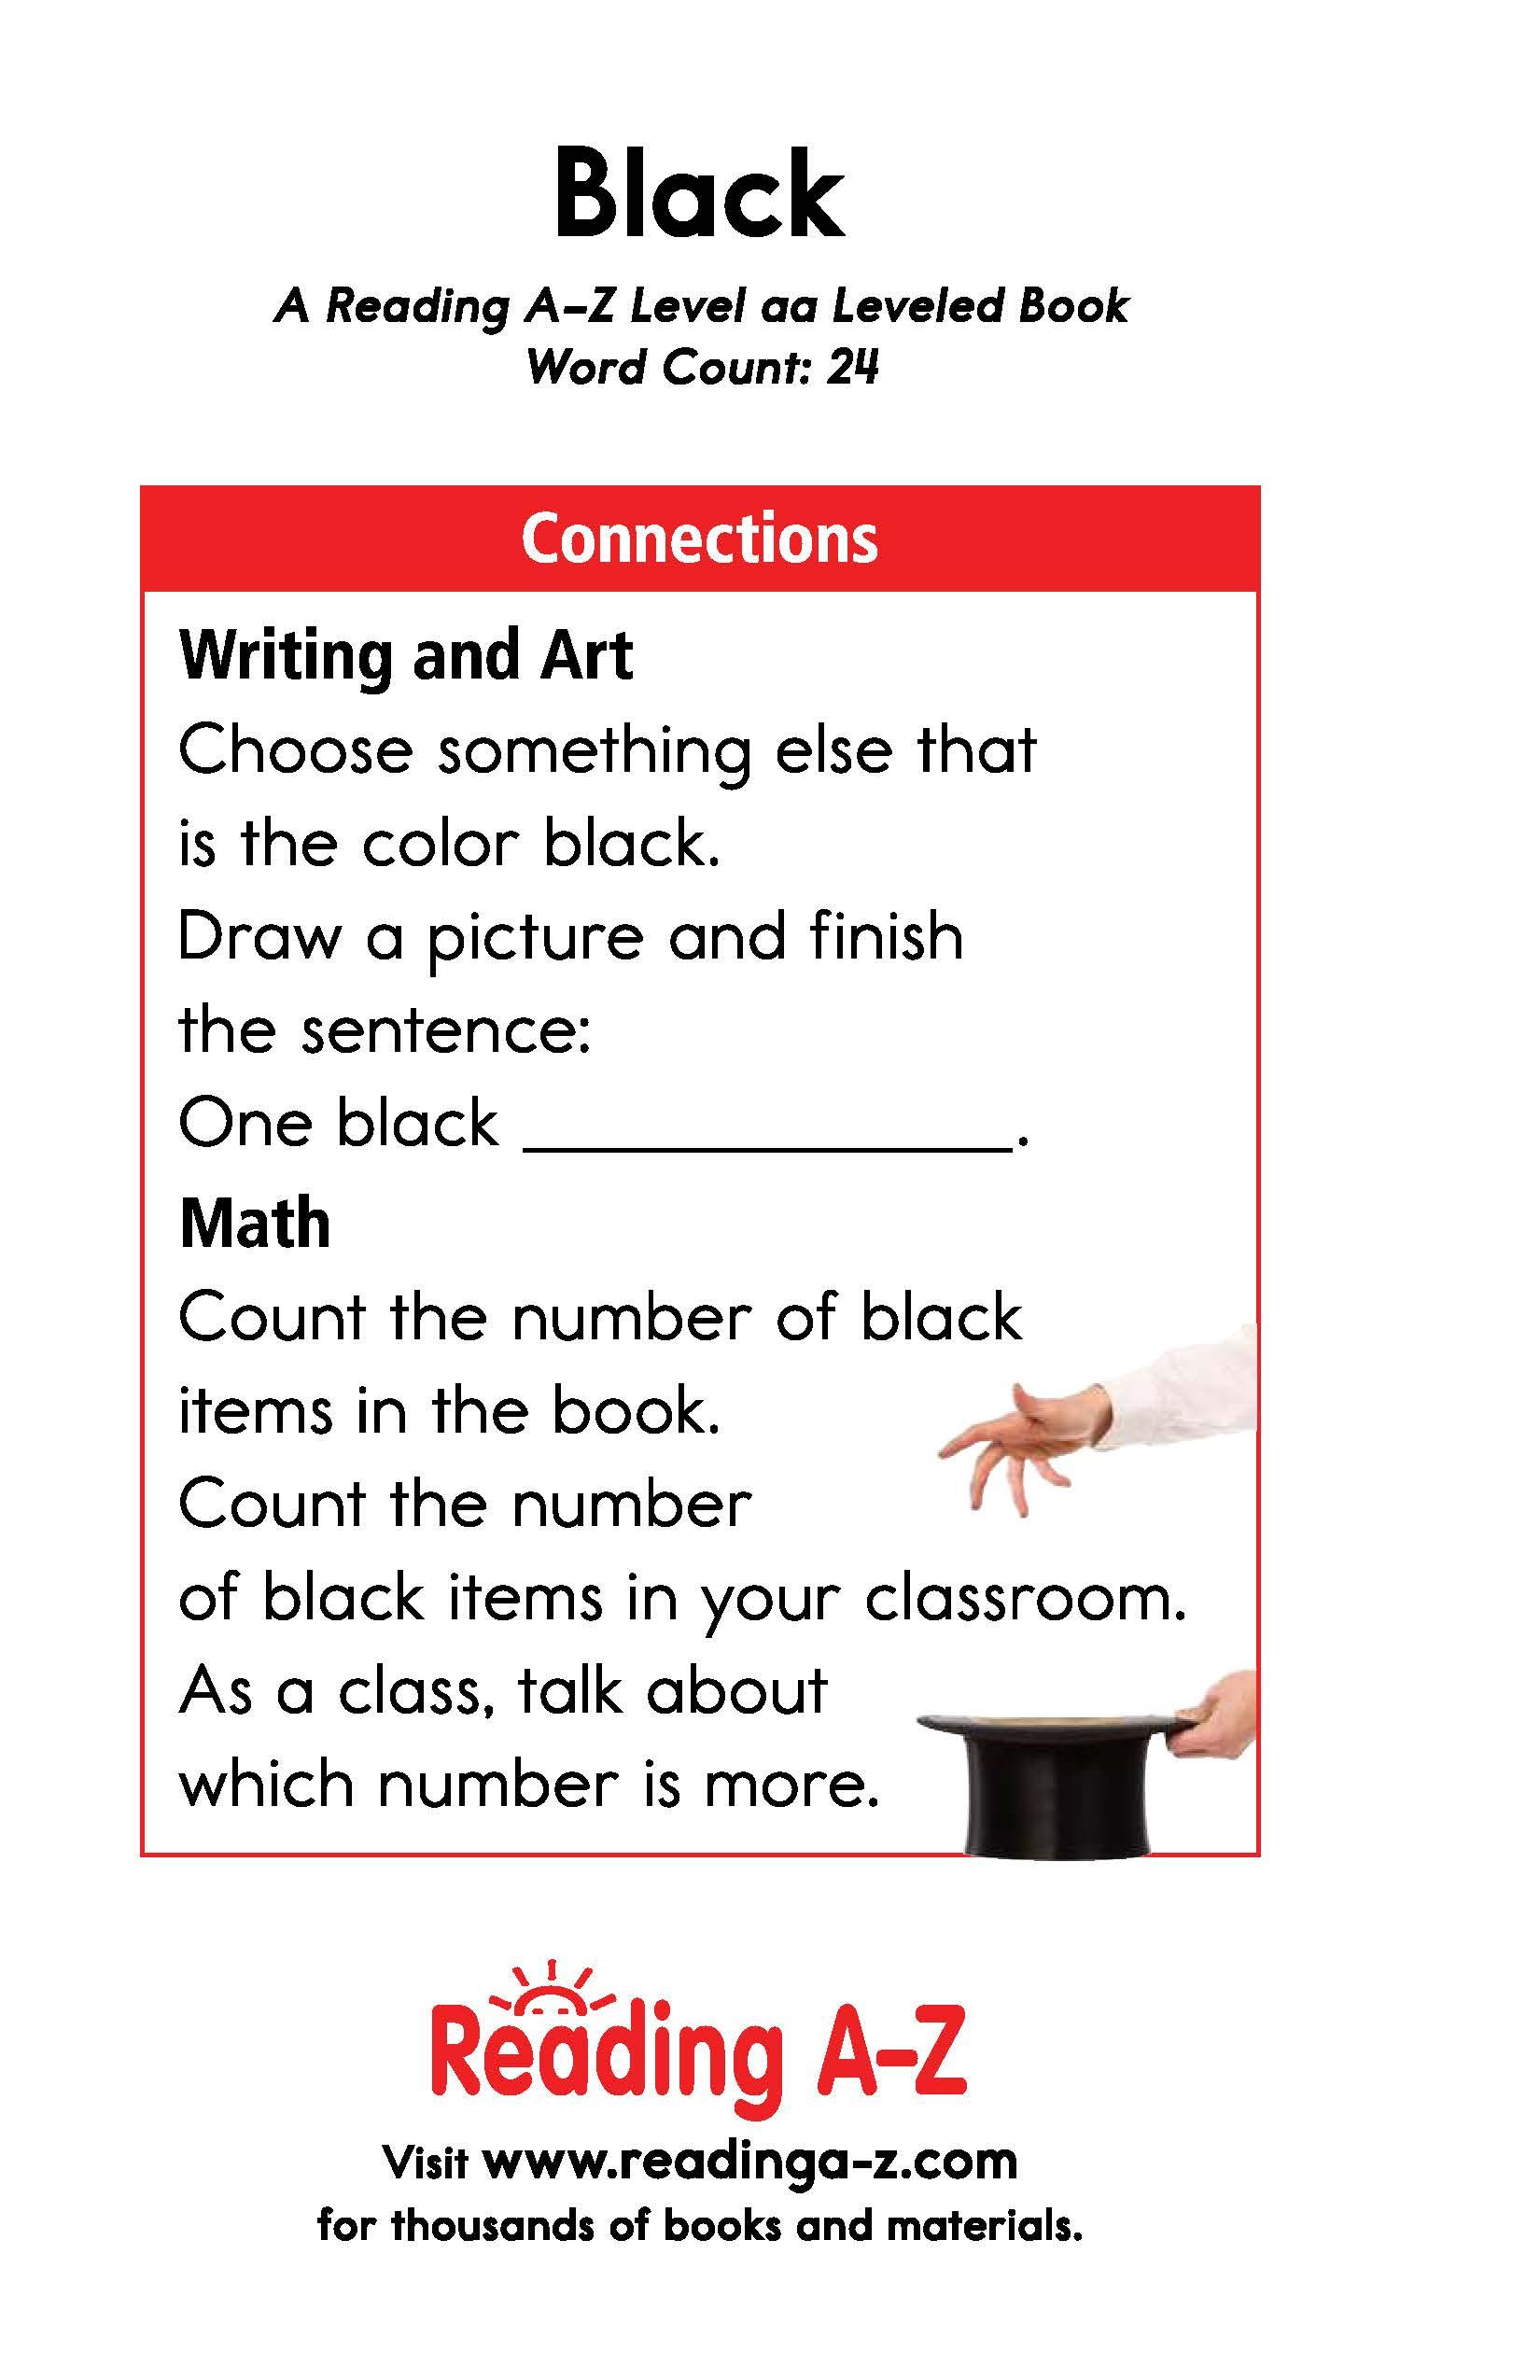 Black
A Reading A–Z Level aa Leveled Book
Word Count: 24
Connections
Writing and Art
Choose something else that
is the color black.
Draw a picture and finish
the sentence:
One black ______________.
Math
Count the number of black
items in the book.
Count the number
of black items in your classroom.
As a class, talk about
which number is more.
Reading A–Z
Visit www.readinga-z.com
for thousands of books and materials.